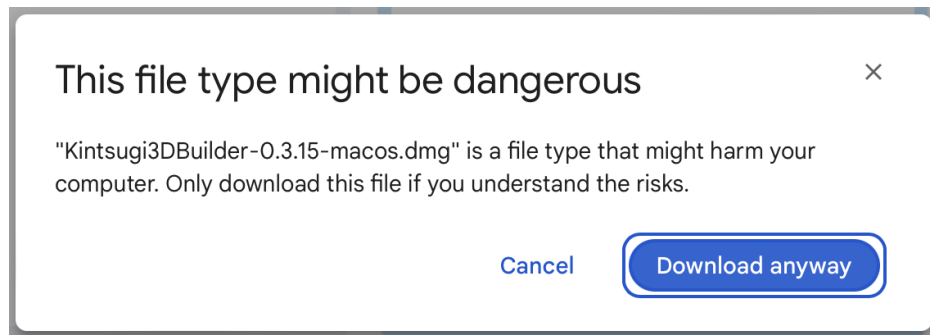 This file type might be dangerous
"Kintsugi3DBuilder-0.3.15-macos.dmg" is a file type that might harm your
computer. Only download this file if you understand the risks.
Cancel
Download anyway